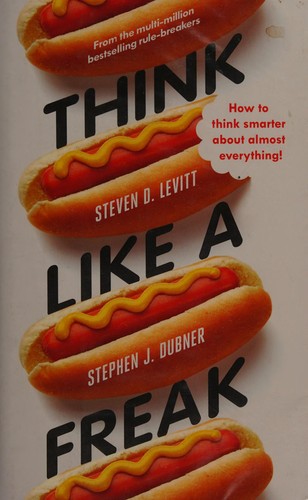 From the multi-million
bestselling rule-breakers
THINK
How to
think smarter
about almost
everything!
STEVEN D. LEVITT
LIKE A
STEPHEN J. DUBNER
FREAK